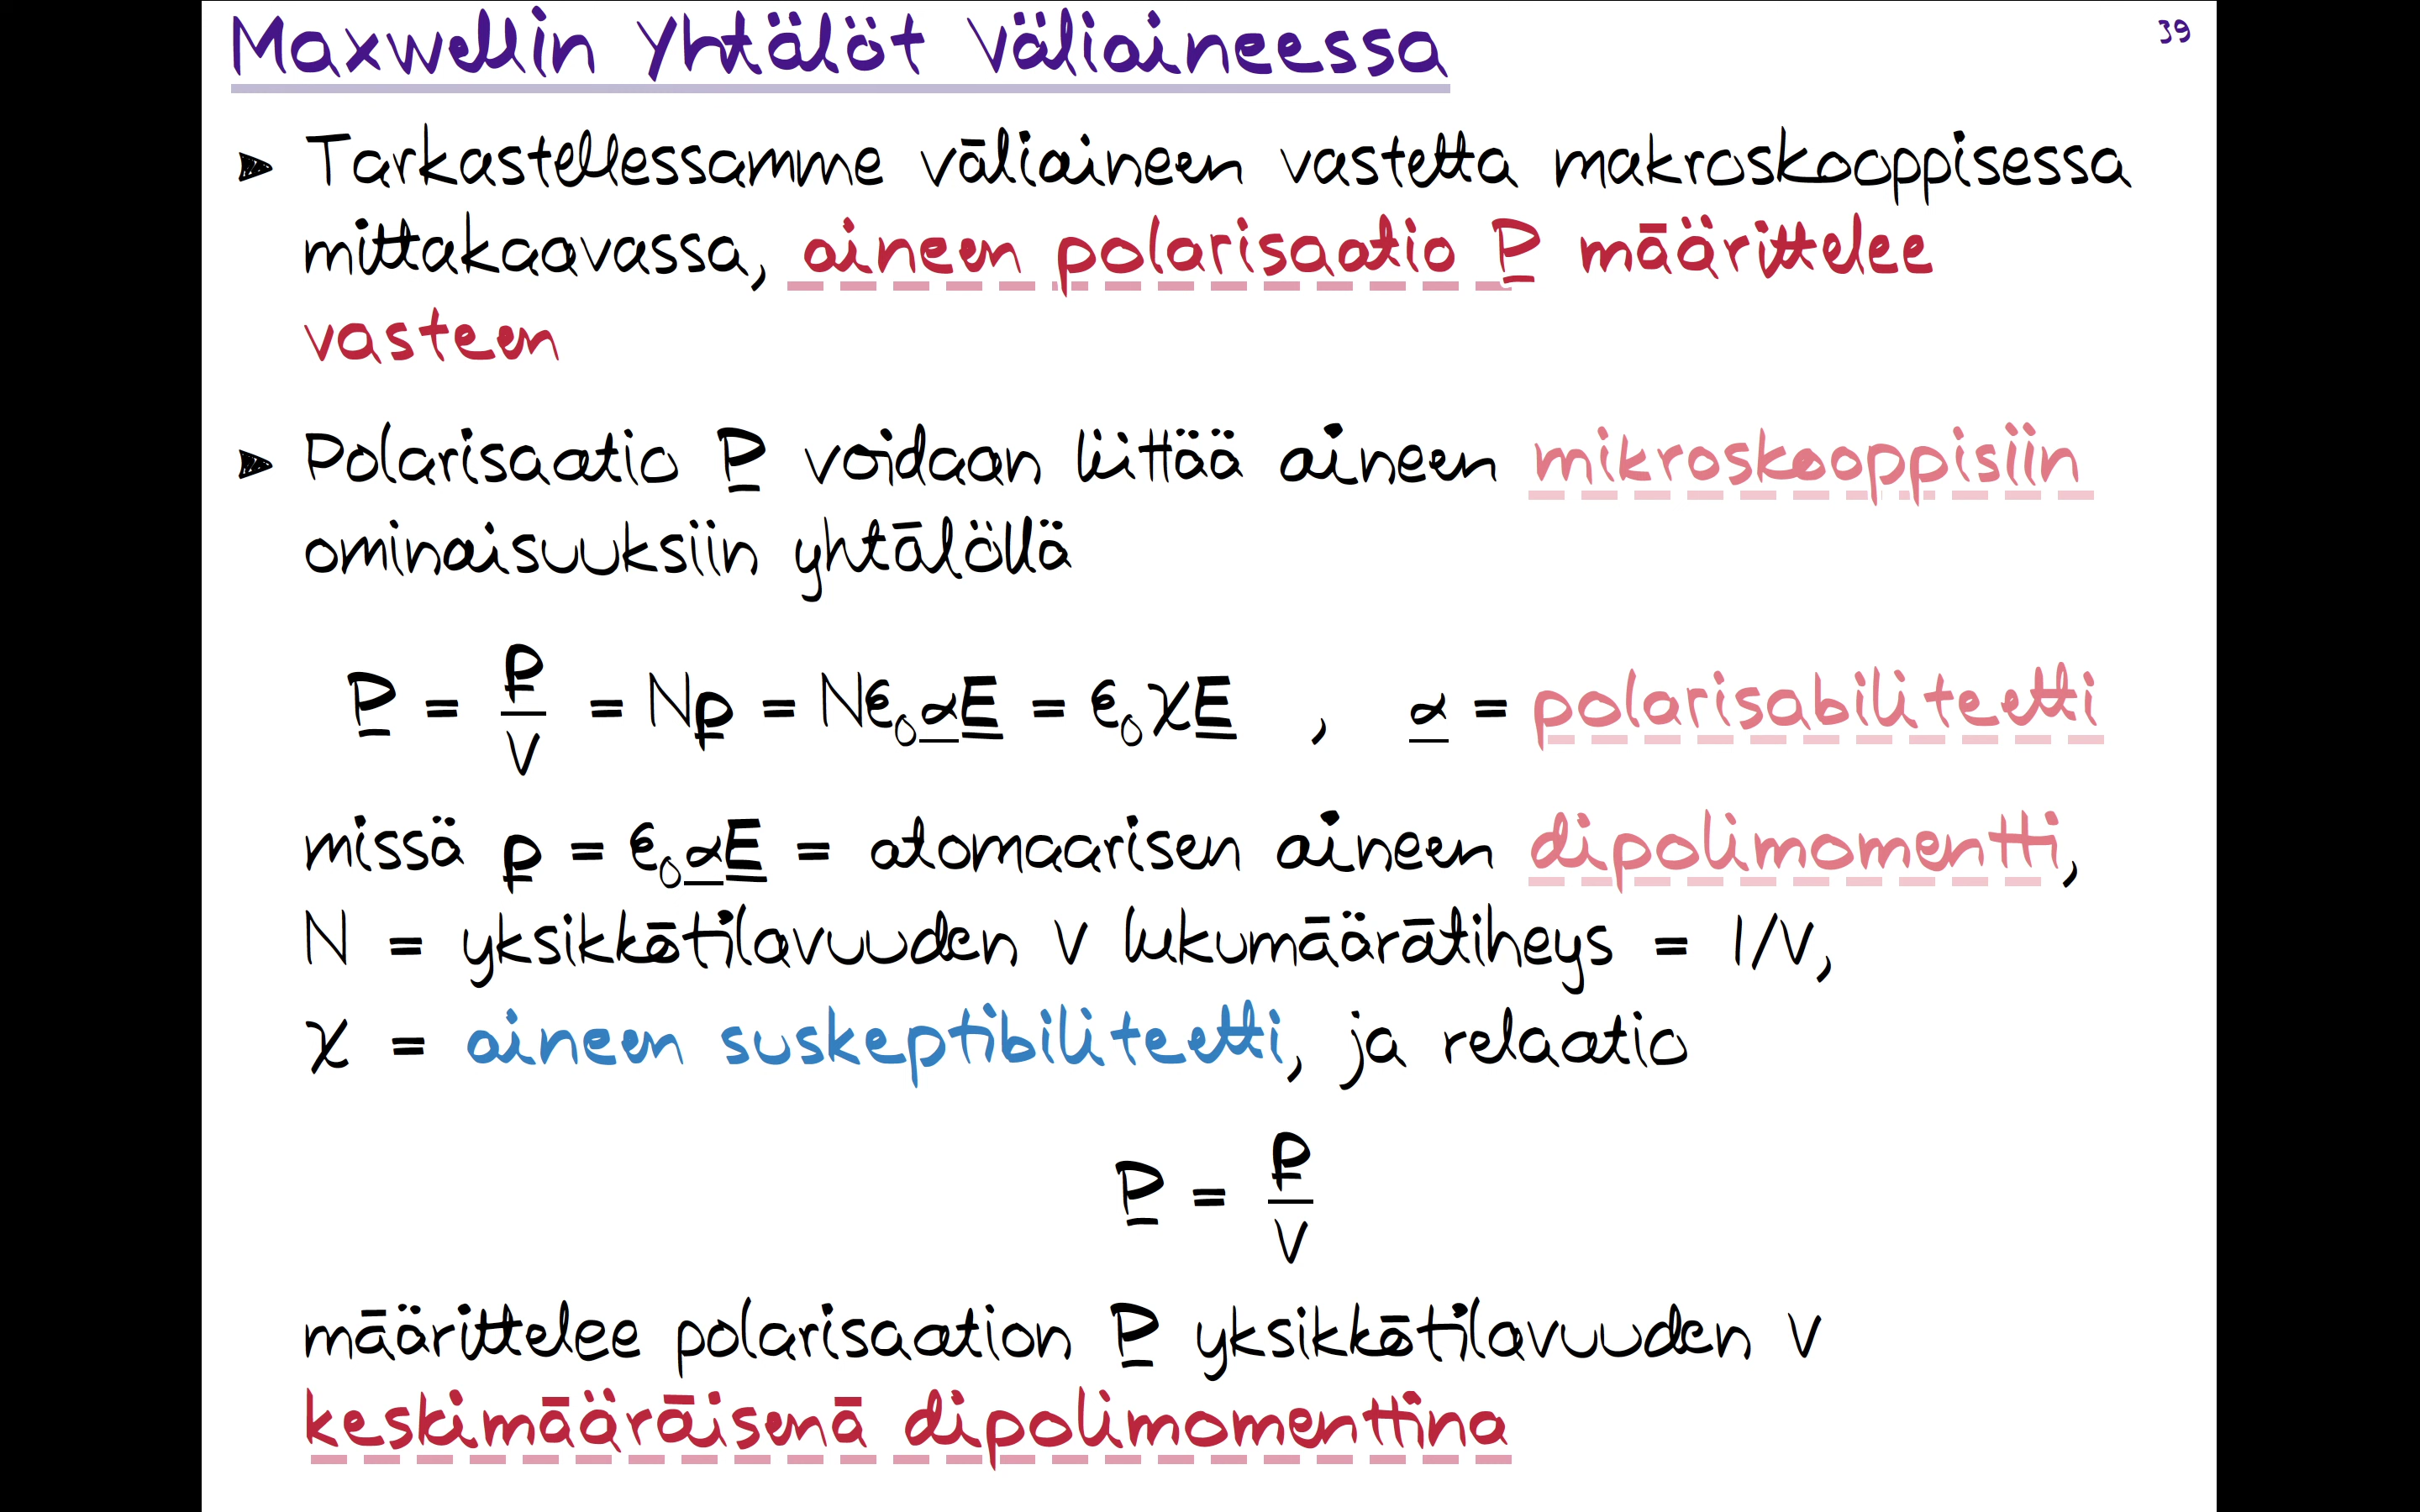 Maxwellin Yhtälöt Väliaineessa
39
Tarkastellessamme väliaineen vastetta makroskooppisessa
mittakaavassa, aineen polarisaatio P määrittelee
vasteen
Polarisaatio P voidaan liittää aineen mikroskooppisiin
ominaisuuksiin yhtälöllä
P = p/V = Np = Nϵ₀αE = ϵ₀χE , α = polarisabiliteetti
missä p = ϵ₀αE = atomaarisen aineen dipolimomentti,
N = yksikkötilavuuden V lukumäärätiheys = 1/V,
χ = aineen suskeptibiliteetti, ja relaatio
P = p/V
määrittelee polarisaation P yksikkötilavuuden V
keskimääräisenä dipolimomenttina